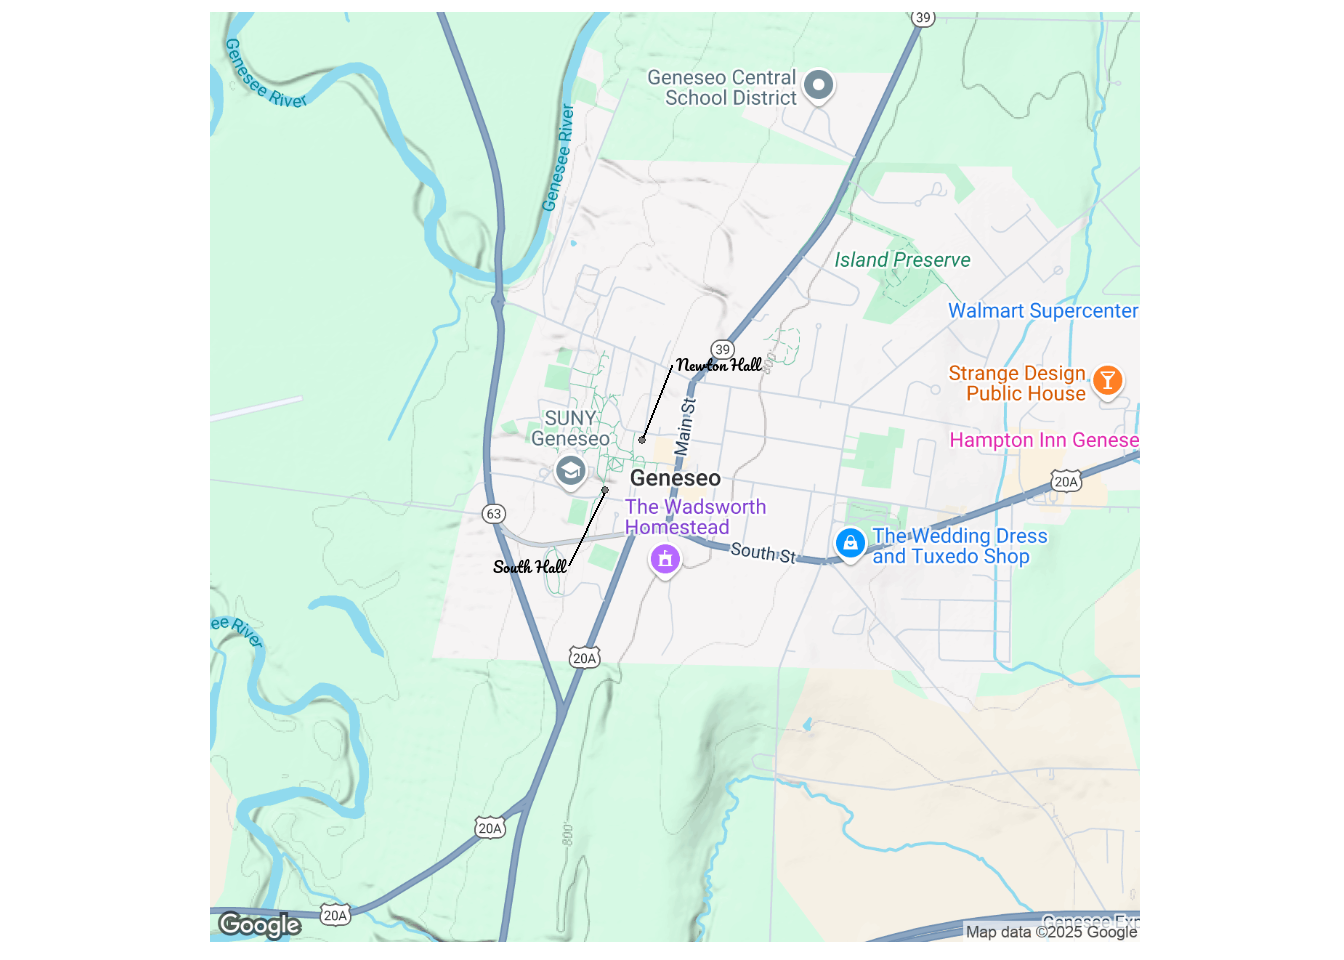 39
Genesee River
Geneseo Central
School District
Genesee River
Island Preserve
Walmart Supercenter
39
Newton Hall
800
Strange Design
Public House
Main St
SUNY
Geneseo
Hampton Inn Genese
20A
Geneseo
The Wadsworth
Homestead
63
The Wedding Dress
and Tuxedo Shop
South St
South Hall
ee River
20A
20A
800'
20A
Google
Genesee Exp
Map data ©2025 Google